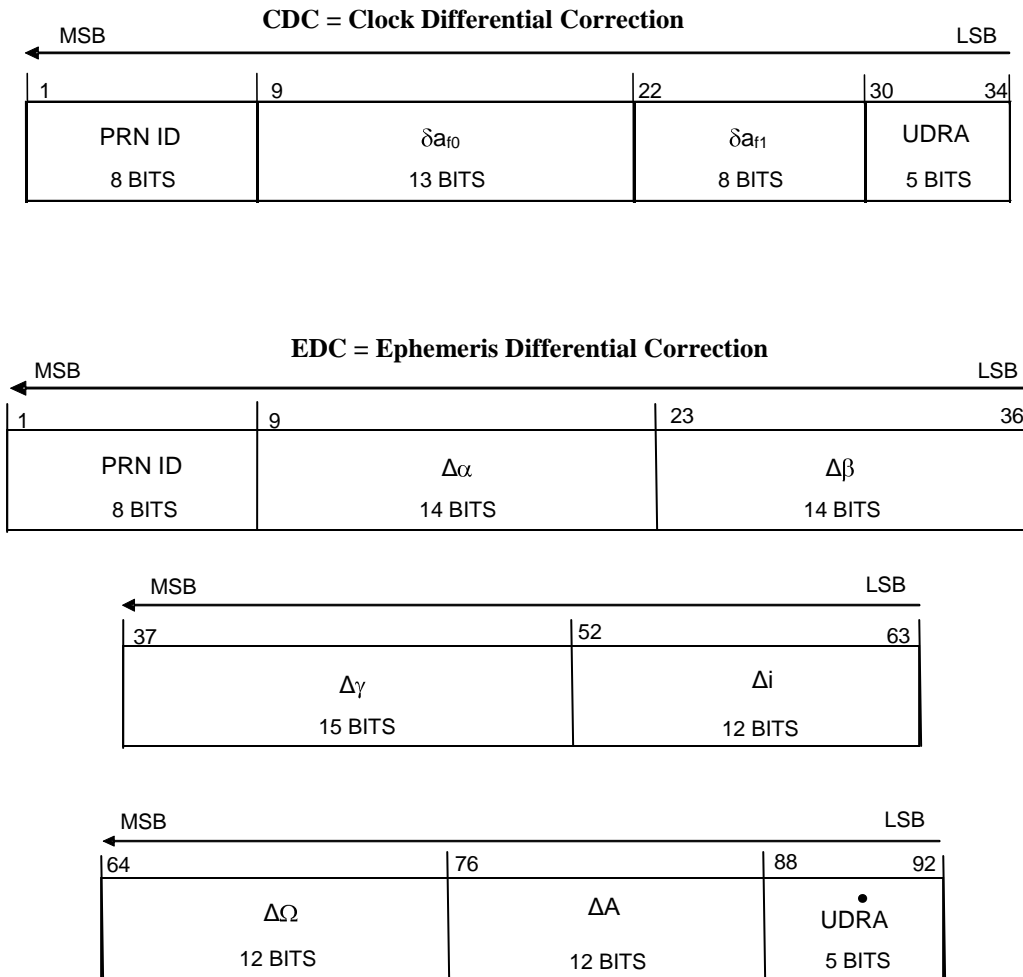 CDC = Clock Differential Correction
MSB LSB
1 9 22 30 34
PRN ID δaf0 δaf1 UDRA
8 BITS 13 BITS 8 BITS 5 BITS
EDC = Ephemeris Differential Correction
MSB LSB
1 9 23 36
PRN ID Δα Δβ
8 BITS 14 BITS 14 BITS
MSB LSB
37 52 63
Δγ Δi
15 BITS 12 BITS
MSB LSB
64 76 88 92
ΔΩ ΔA UDṘA
12 BITS 12 BITS 5 BITS